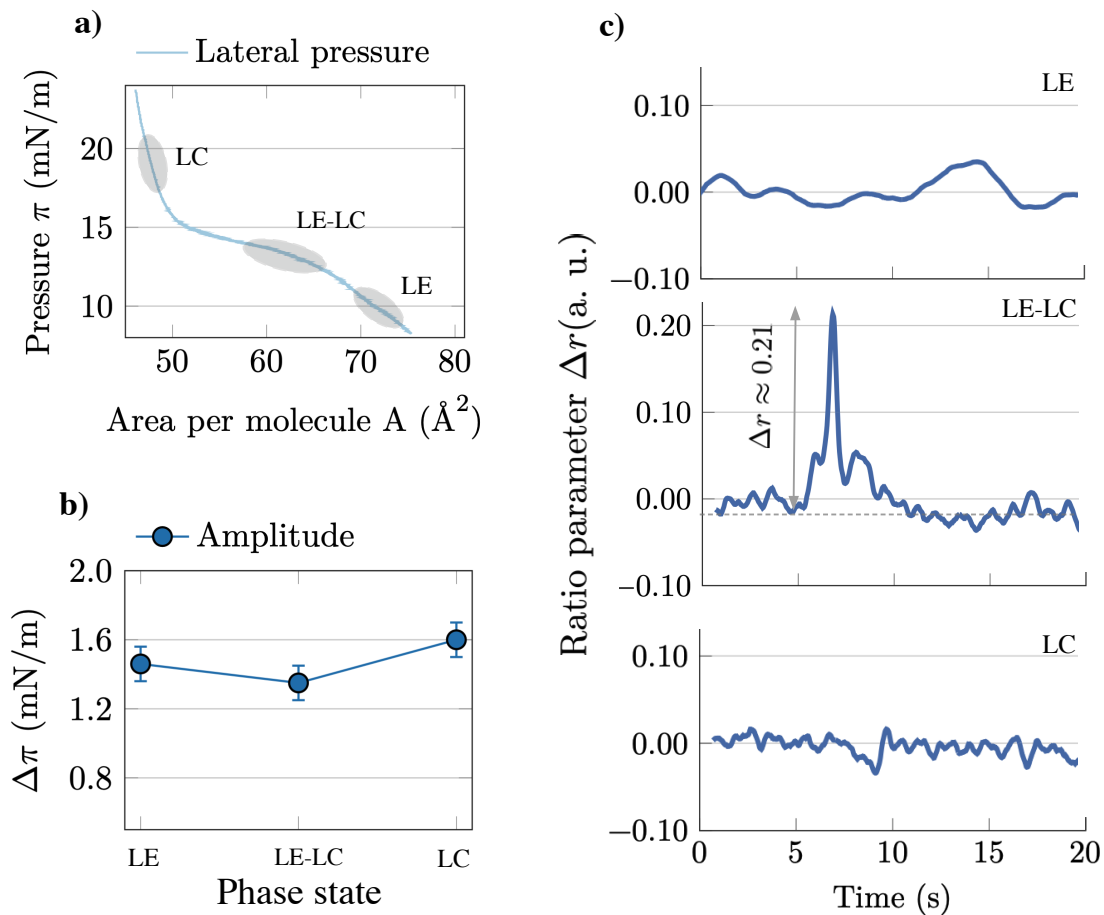 a)
Lateral pressure
Pressure π (mN/m)
20
15
10
LC
LE-LC
LE
50 60 70 80
Area per molecule A (Å²)
b)
Amplitude
Δπ (mN/m)
2.0
1.6
1.2
0.8
LE LE-LC LC
Phase state
c)
Ratio parameter Δr(a. u.)
LE
0.10
0.00
−0.10
LE-LC
0.20
0.10
0.00
−0.10
Δr ≈ 0.21
LC
0.10
0.00
−0.10
0 5 10 15 20
Time (s)